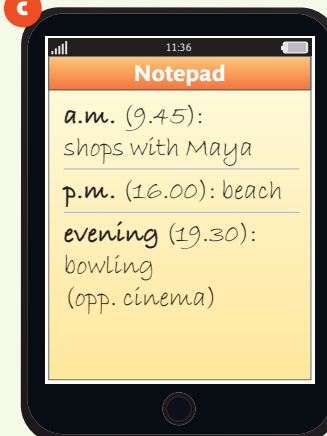 c
11:36
Notepad
a.m. (9.45):
shops with Maya
p.m. (16.00): beach
evening (19.30):
bowling
(opp. cinema)